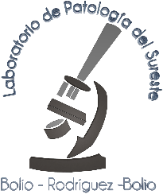 Laboratorio de Patología del Sureste
Bolio - Rodríguez -Bolio